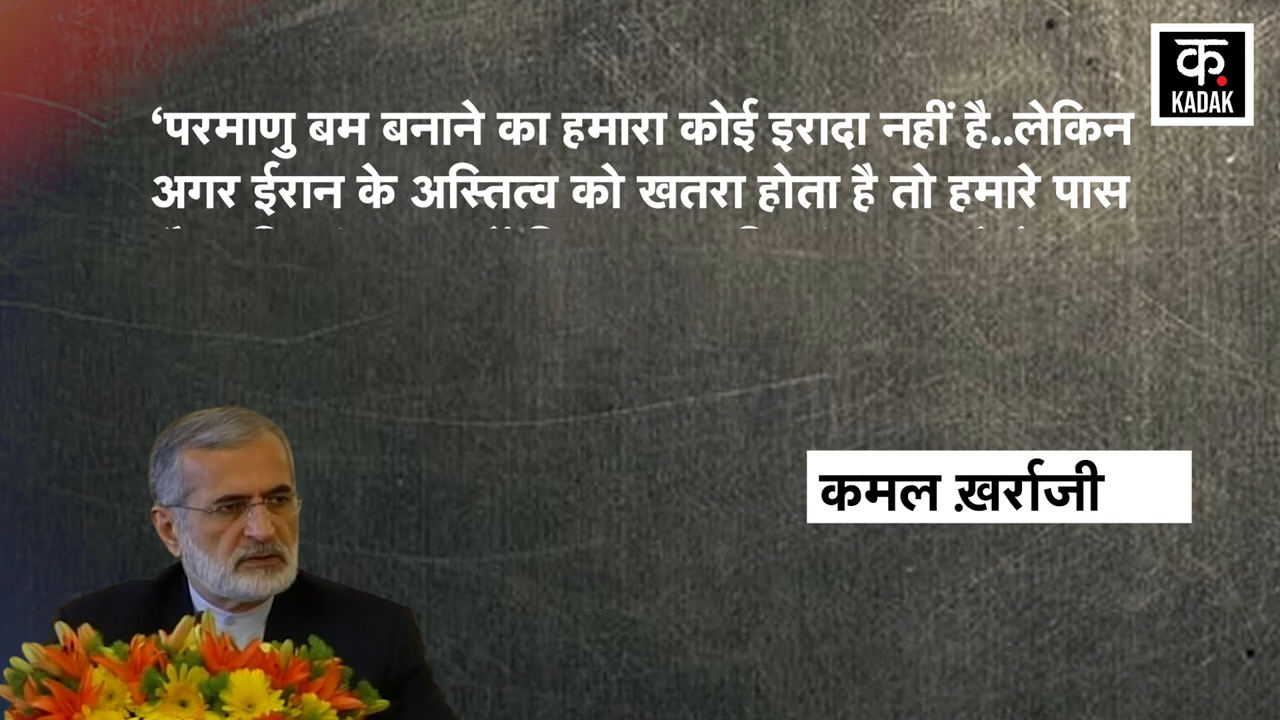 ‘परमाणु बम बनाने का हमारा कोई इरादा नहीं है..लेकिन
अगर ईरान के अस्तित्व को खतरा होता है तो हमारे पास
कमल ख़र्राजी
क
KADAK